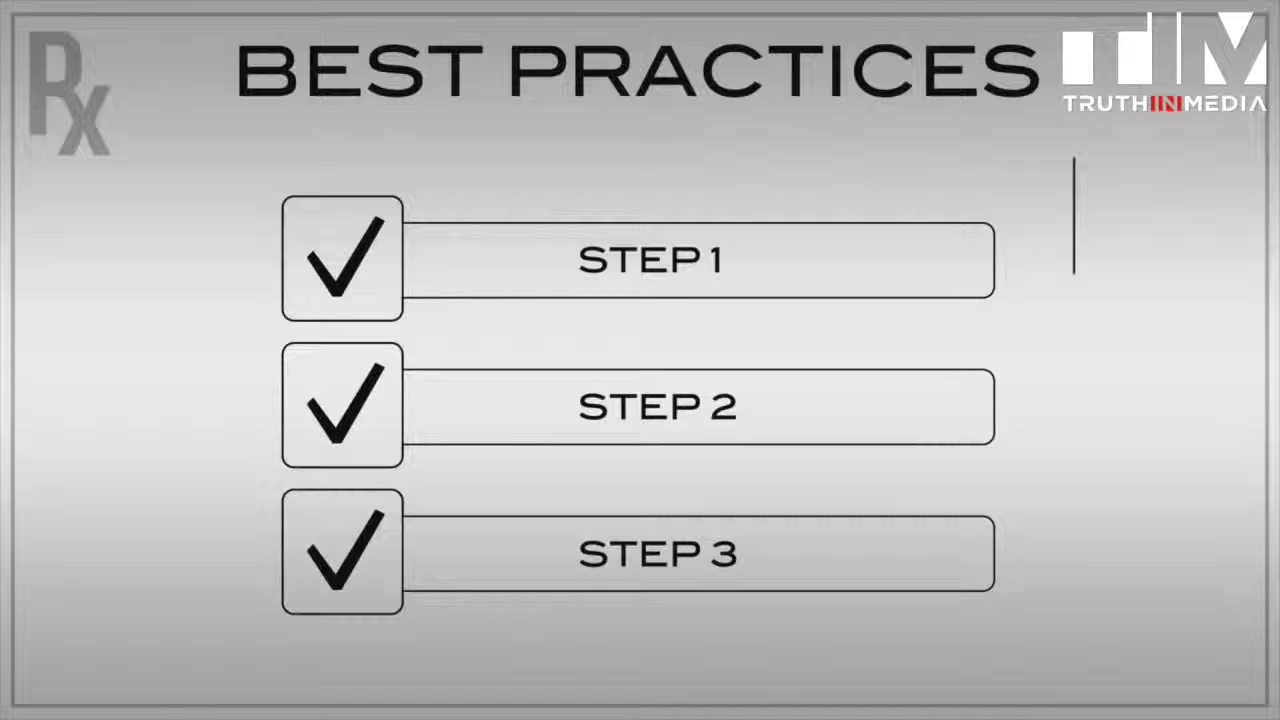 Rx
BEST PRACTICES
TRUTHINMEDIA
STEP 1
STEP 2
STEP 3